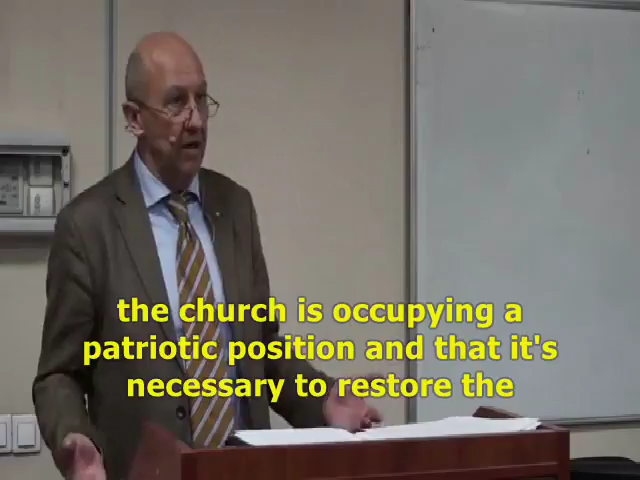 the church is occupying a
patriotic position and that it's
necessary to restore the